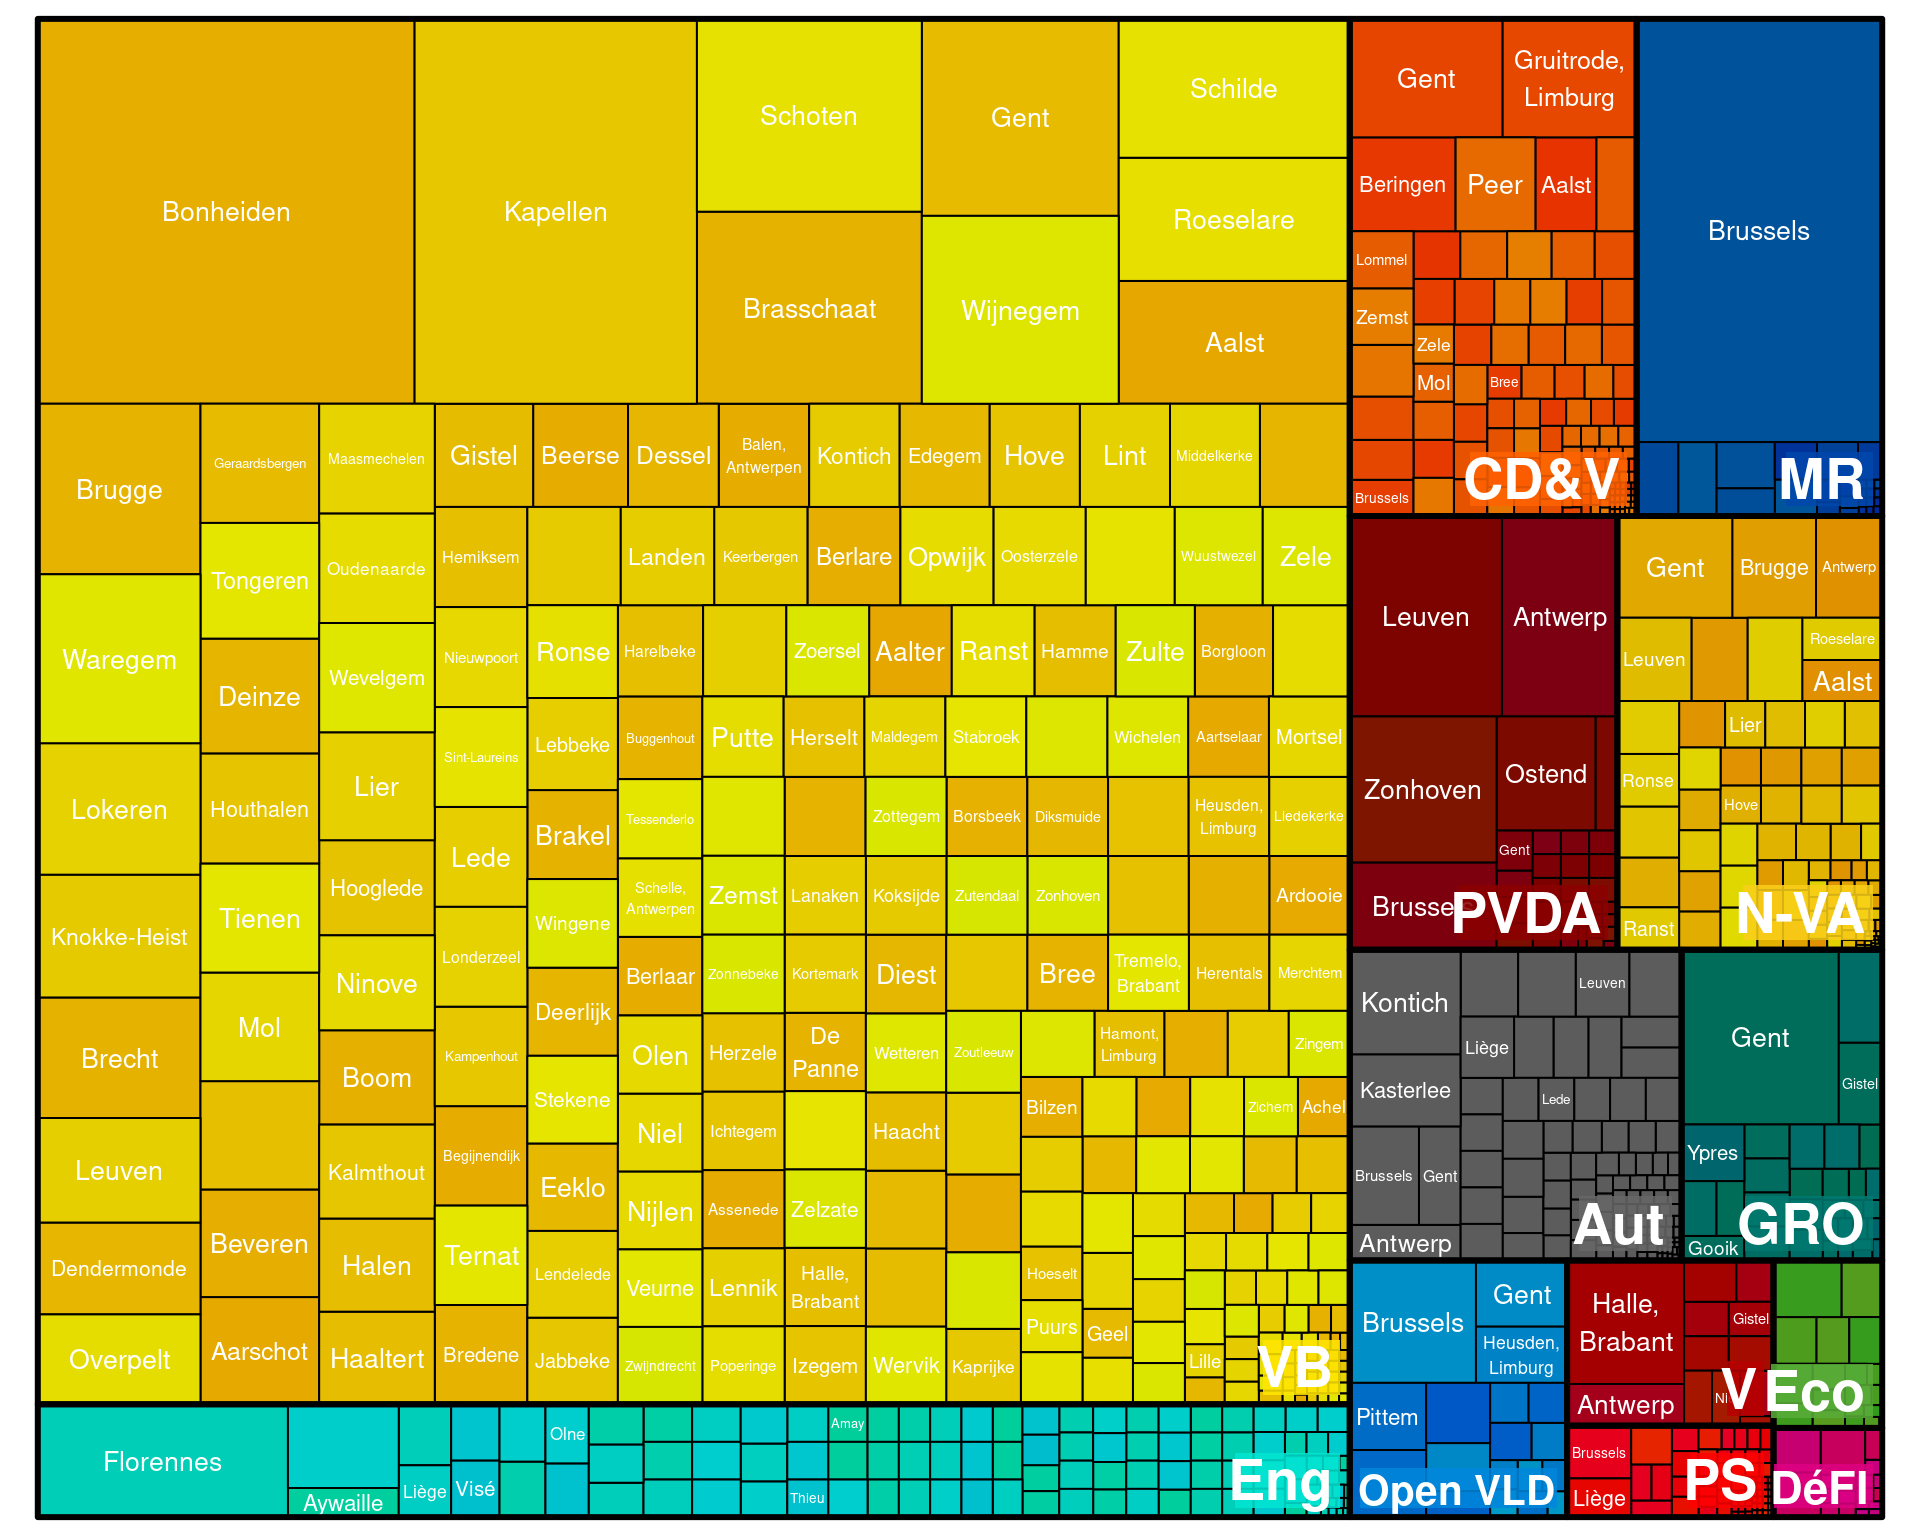 Bonheiden
Kapellen
Schoten
Brasschaat
Gent
Wijnegem
Schilde
Roeselare
Aalst
Brugge
Waregem
Lokeren
Knokke-Heist
Brecht
Leuven
Dendermonde
Overpelt
Geraardsbergen
Tongeren
Deinze
Houthalen
Tienen
Mol
Beveren
Aarschot
Maasmechelen
Oudenaarde
Wevelgem
Lier
Hooglede
Ninove
Boom
Kalmthout
Halen
Haaltert
Gistel
Beerse
Dessel
Balen,
Antwerpen
Kontich
Edegem
Hove
Lint
Middelkerke
Hemiksem
Nieuwpoort
Sint-Laureins
Lede
Londerzeel
Kampenhout
Begijnendijk
Ternat
Bredene
Landen
Keerbergen
Berlare
Opwijk
Oosterzele
Wuustwezel
Zele
Ronse
Lebbeke
Brakel
Wingene
Deerlijk
Stekene
Eeklo
Lendelede
Jabbeke
Harelbeke
Zoersel
Aalter
Ranst
Hamme
Zulte
Borgloon
Buggenhout
Tessenderlo
Schelle,
Antwerpen
Berlaar
Olen
Niel
Nijlen
Veurne
Zwijndrecht
Putte
Herselt
Maldegem
Stabroek
Wichelen
Aartselaar
Mortsel
Zottegem
Borsbeek
Diksmuide
Heusden,
Limburg
Liedekerke
Zemst
Lanaken
Koksijde
Zutendaal
Zonhoven
Ardooie
Zonnebeke
Kortemark
Diest
Bree
Tremelo,
Brabant
Herentals
Merchtem
Herzele
De
Panne
Wetteren
Zoutleeuw
Hamont,
Limburg
Zingem
Ichtegem
Haacht
Bilzen
Zichem
Achel
Assenede
Zelzate
Lennik
Halle,
Brabant
Hoeselt
Puurs
Geel
Poperinge
Izegem
Wervik
Kaprijke
Lille
VB
Florennes
Aywaille
Liège
Visé
Olne
Thieu
Amay
Eng
Gent
Gruitrode,
Limburg
Beringen
Peer
Aalst
Lommel
Zemst
Zele
Mol
Bree
Brussels
CD&V
Brussels
MR
Leuven
Antwerp
Zonhoven
Ostend
Gent
PVDA
Gent
Brugge
Antwerp
Leuven
Roeselare
Aalst
Lier
Ronse
Hove
Ranst
N-VA
Kontich
Kasterlee
Brussels
Gent
Antwerp
Leuven
Liège
Lede
Aut
Gent
Gistel
Ypres
Gooik
GRO
Brussels
Gent
Heusden,
Limburg
Pittem
Open VLD
Halle,
Brabant
Antwerp
Gistel
V
Eco
Brussels
Liège
PS
DéFI